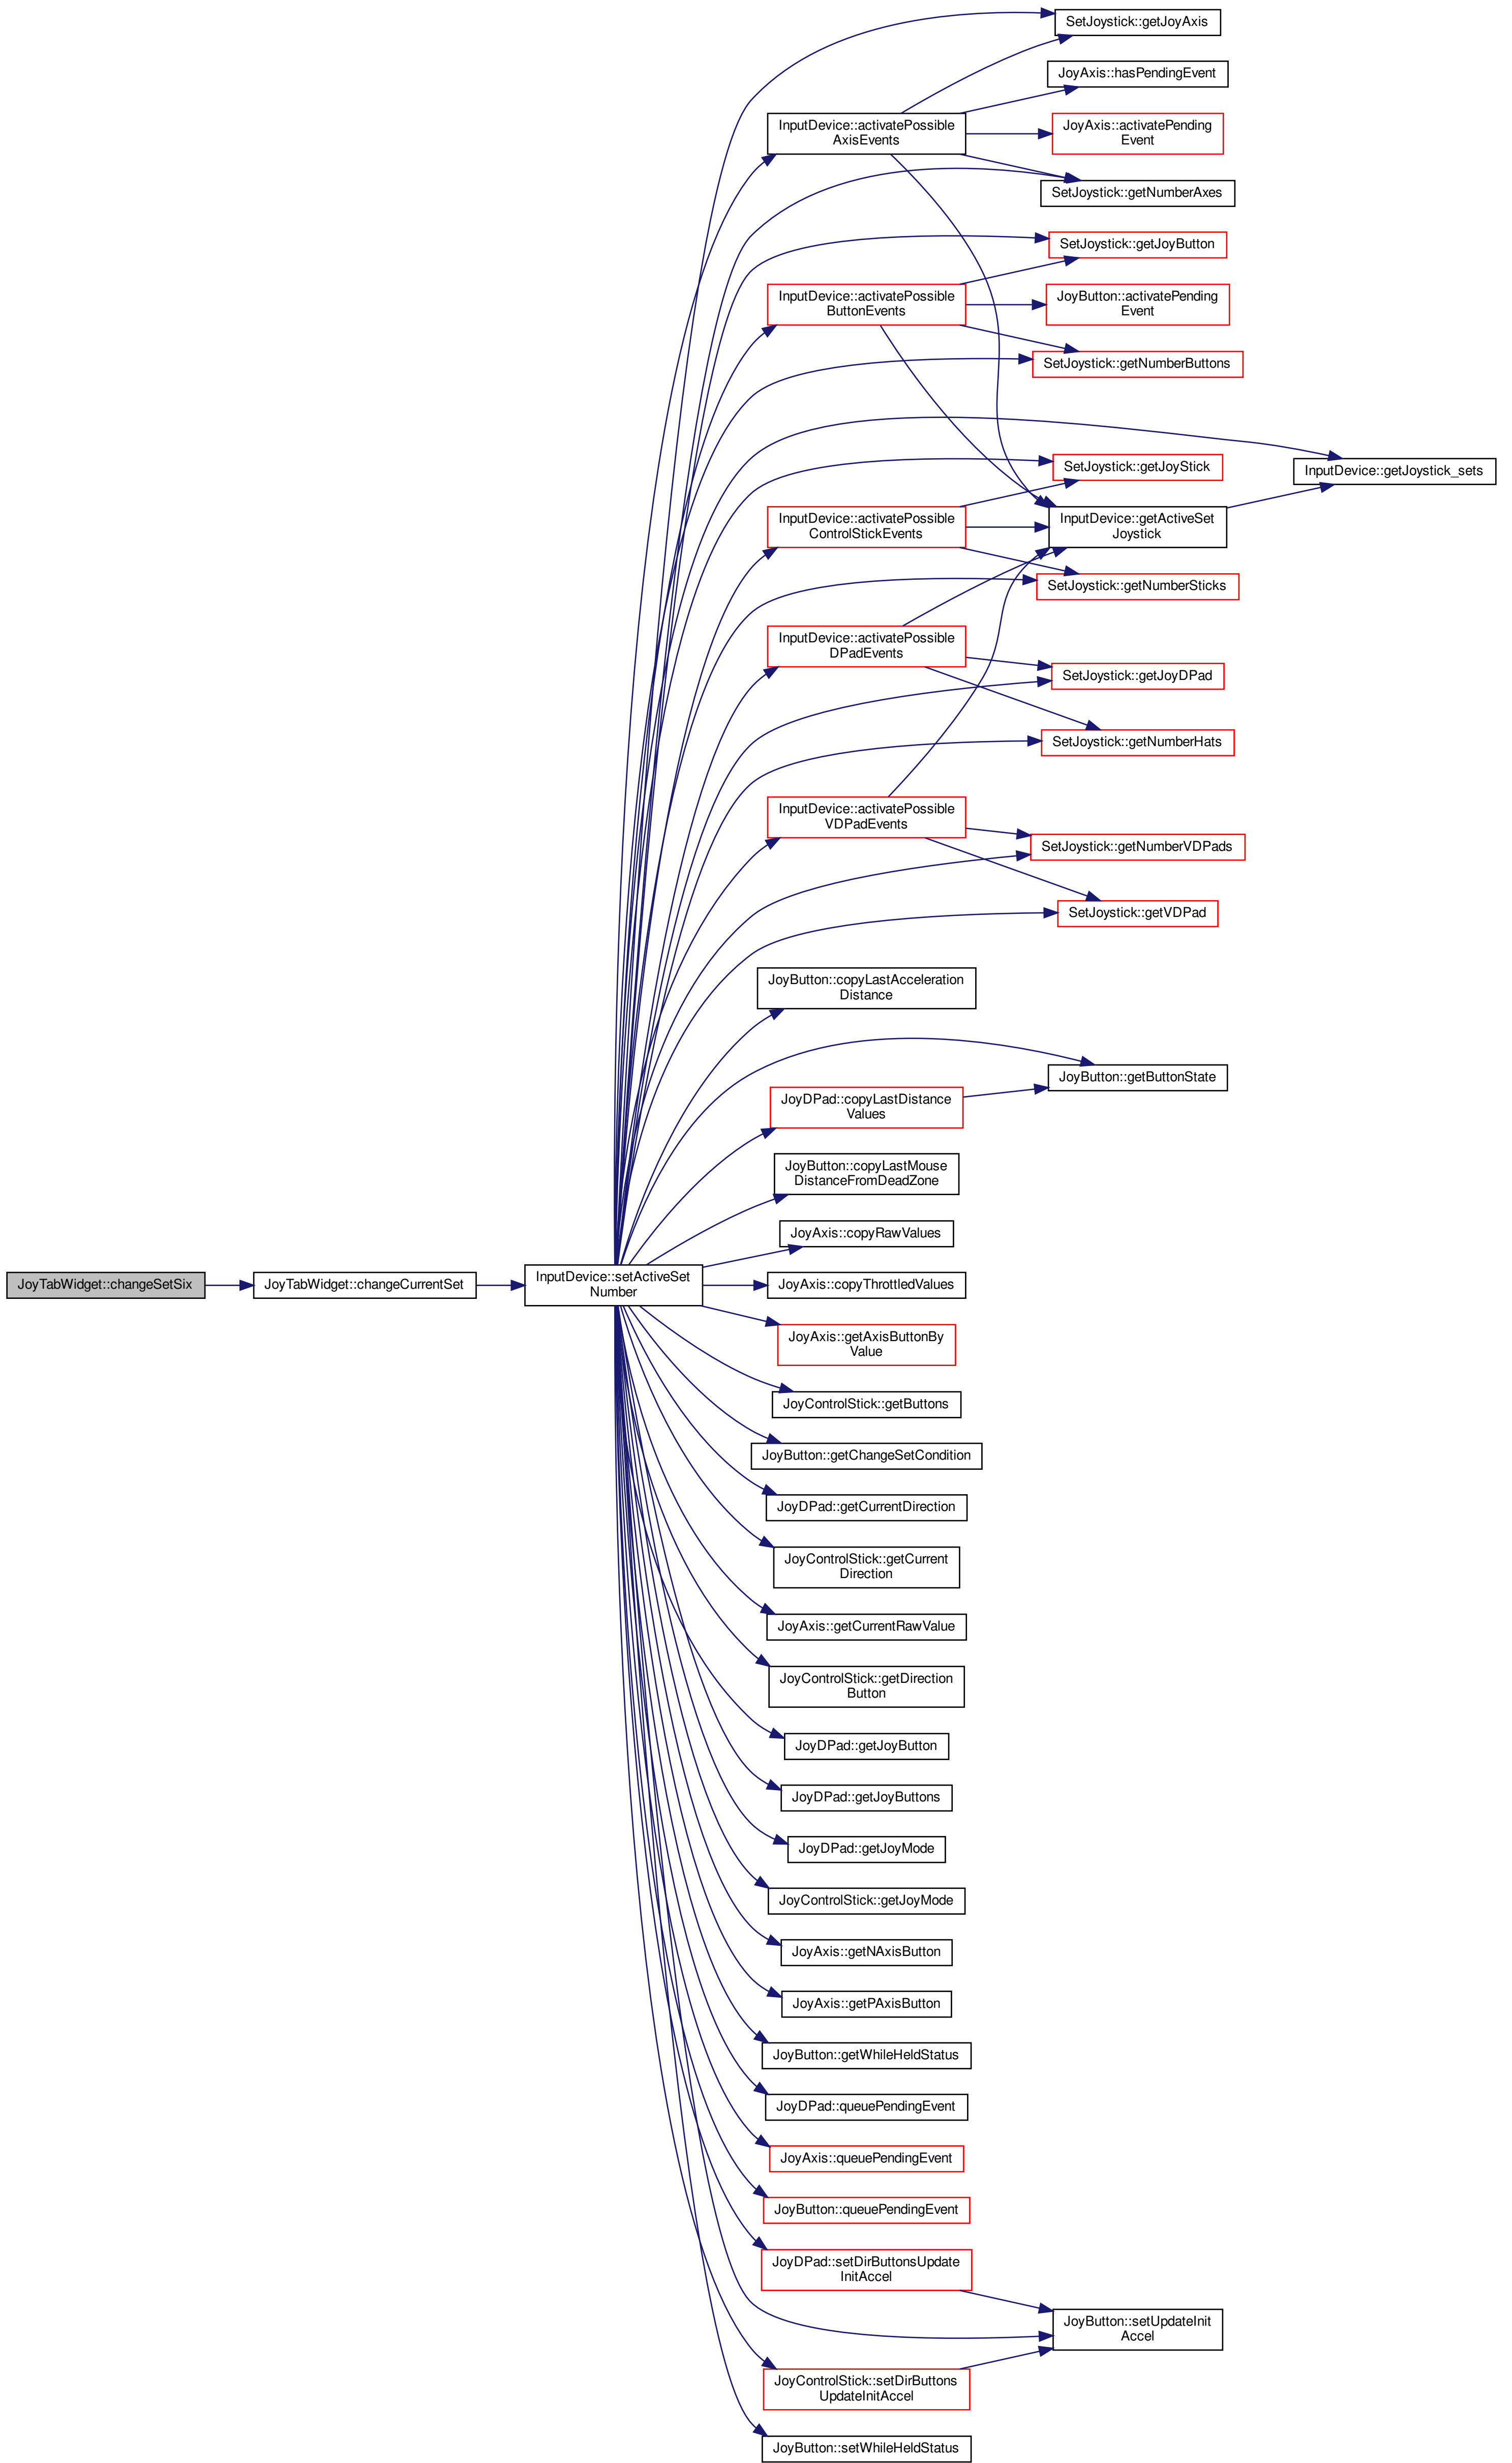 SetJoystick::getJoyAxis
JoyAxis::hasPendingEvent
InputDevice::activatePossible
AxisEvents
JoyAxis::activatePending
Event
SetJoystick::getNumberAxes
SetJoystick::getJoyButton
InputDevice::activatePossible
ButtonEvents
JoyButton::activatePending
Event
SetJoystick::getNumberButtons
SetJoystick::getJoyStick
InputDevice::getJoystick_sets
InputDevice::activatePossible
ControlStickEvents
InputDevice::getActiveSet
Joystick
SetJoystick::getNumberSticks
InputDevice::activatePossible
DPadEvents
SetJoystick::getJoyDPad
SetJoystick::getNumberHats
InputDevice::activatePossible
VDPadEvents
SetJoystick::getNumberVDPads
SetJoystick::getVDPad
JoyButton::copyLastAcceleration
Distance
JoyButton::getButtonState
JoyDPad::copyLastDistance
Values
JoyButton::copyLastMouse
DistanceFromDeadZone
JoyAxis::copyRawValues
JoyTabWidget::changeSetSix
JoyTabWidget::changeCurrentSet
InputDevice::setActiveSet
Number
JoyAxis::copyThrottledValues
JoyAxis::getAxisButtonBy
Value
JoyControlStick::getButtons
JoyButton::getChangeSetCondition
JoyDPad::getCurrentDirection
JoyControlStick::getCurrent
Direction
JoyAxis::getCurrentRawValue
JoyControlStick::getDirection
Button
JoyDPad::getJoyButton
JoyDPad::getJoyButtons
JoyDPad::getJoyMode
JoyControlStick::getJoyMode
JoyAxis::getNAxisButton
JoyAxis::getPAxisButton
JoyButton::getWhileHeldStatus
JoyDPad::queuePendingEvent
JoyAxis::queuePendingEvent
JoyButton::queuePendingEvent
JoyDPad::setDirButtonsUpdate
InitAccel
JoyButton::setUpdateInit
Accel
JoyControlStick::setDirButtons
UpdateInitAccel
JoyButton::setWhileHeldStatus